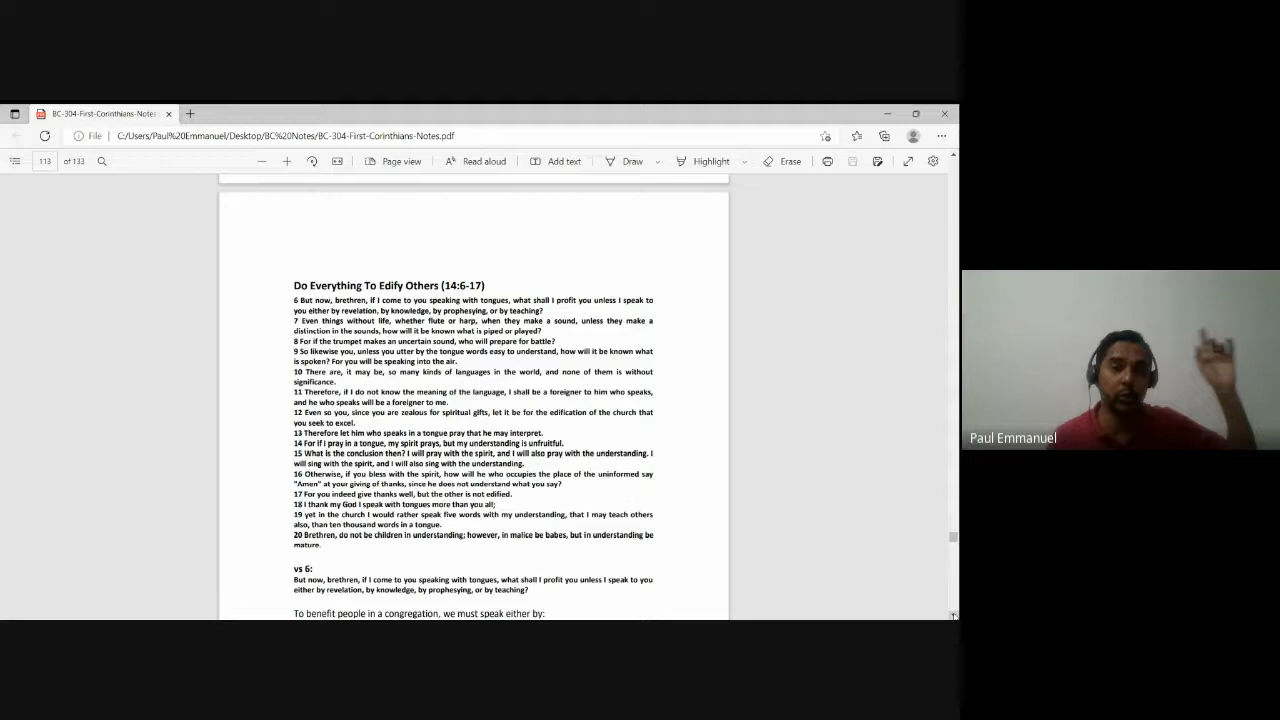 BC-304-First-Corinthians-Notes
File
C:/Users/Paul%20Emmanuel/Desktop/BC%20Notes/BC-304-First-Corinthians-Notes.pdf
113 of 133
Page view
Read aloud
Add text
Draw
Highlight
Erase
Do Everything To Edify Others (14:6-17)
6 But now, brethren, if I come to you speaking with tongues, what shall I profit you unless I speak to
you either by revelation, by knowledge, by prophesying, or by teaching?
7 Even things without life, whether flute or harp, when they make a sound, unless they make a
distinction in the sounds, how will it be known what is piped or played?
8 For if the trumpet makes an uncertain sound, who will prepare for battle?
9 So likewise you, unless you utter by the tongue words easy to understand, how will it be known what
is spoken? For you will be speaking into the air.
10 There are, it may be, so many kinds of languages in the world, and none of them is without
significance.
11 Therefore, if I do not know the meaning of the language, I shall be a foreigner to him who speaks,
and he who speaks will be a foreigner to me.
12 Even so you, since you are zealous for spiritual gifts, let it be for the edification of the church that
you seek to excel.
13 Therefore let him who speaks in a tongue pray that he may interpret.
14 For if I pray in a tongue, my spirit prays, but my understanding is unfruitful.
15 What is the conclusion then? I will pray with the spirit, and I will also pray with the understanding. I
will sing with the spirit, and I will also sing with the understanding.
16 Otherwise, if you bless with the spirit, how will he who occupies the place of the uninformed say
"Amen" at your giving of thanks, since he does not understand what you say?
17 For you indeed give thanks well, but the other is not edified.
18 I thank my God I speak with tongues more than you all;
19 yet in the church I would rather speak five words with my understanding, that I may teach others
also, than ten thousand words in a tongue.
20 Brethren, do not be children in understanding; however, in malice be babes, but in understanding be
mature.
vs 6:
But now, brethren, if I come to you speaking with tongues, what shall I profit you unless I speak to you
either by revelation, by knowledge, by prophesying, or by teaching?
To benefit people in a congregation, we must speak either by:
Paul Emmanuel